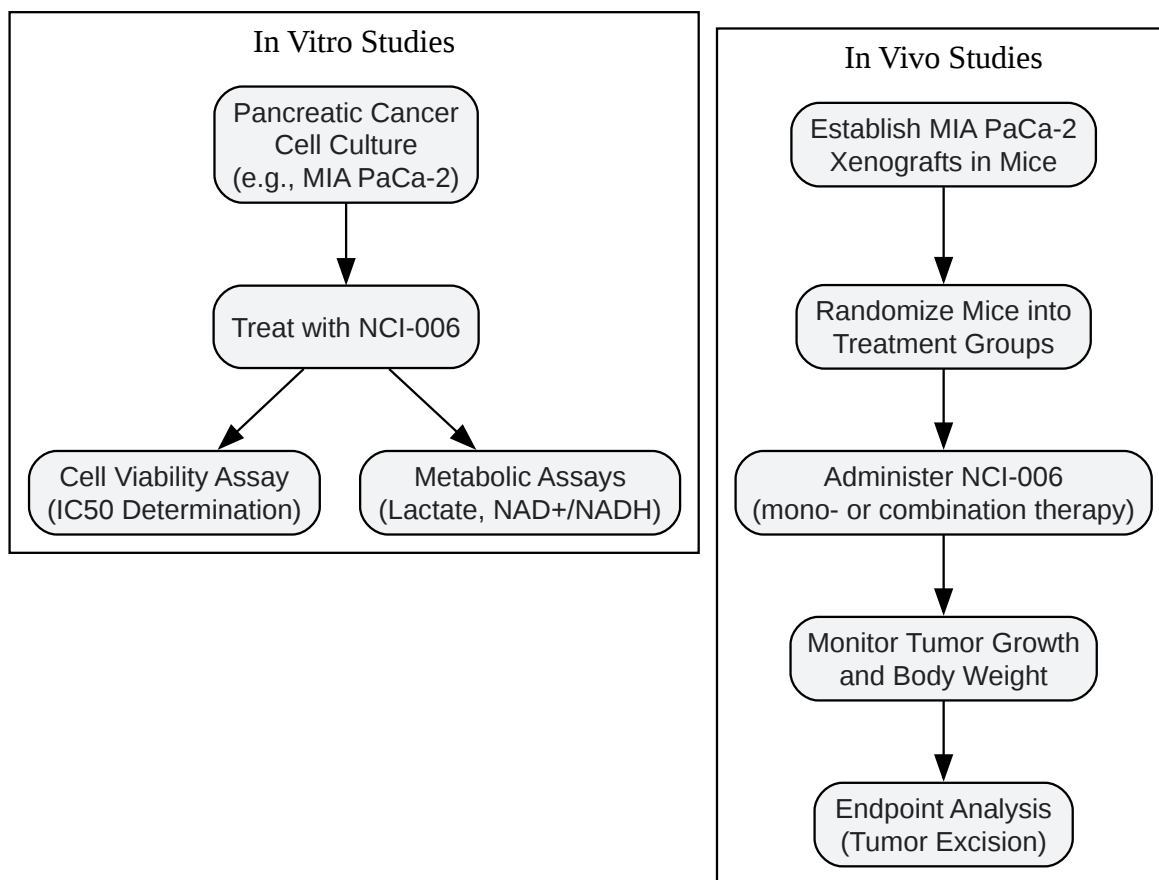 In Vitro Studies
Pancreatic Cancer
Cell Culture
(e.g., MIA PaCa-2)
Treat with NCI-006
Cell Viability Assay
(IC50 Determination)
Metabolic Assays
(Lactate, NAD+/NADH)
In Vivo Studies
Establish MIA PaCa-2
Xenografts in Mice
Randomize Mice into
Treatment Groups
Administer NCI-006
(mono- or combination therapy)
Monitor Tumor Growth
and Body Weight
Endpoint Analysis
(Tumor Excision)